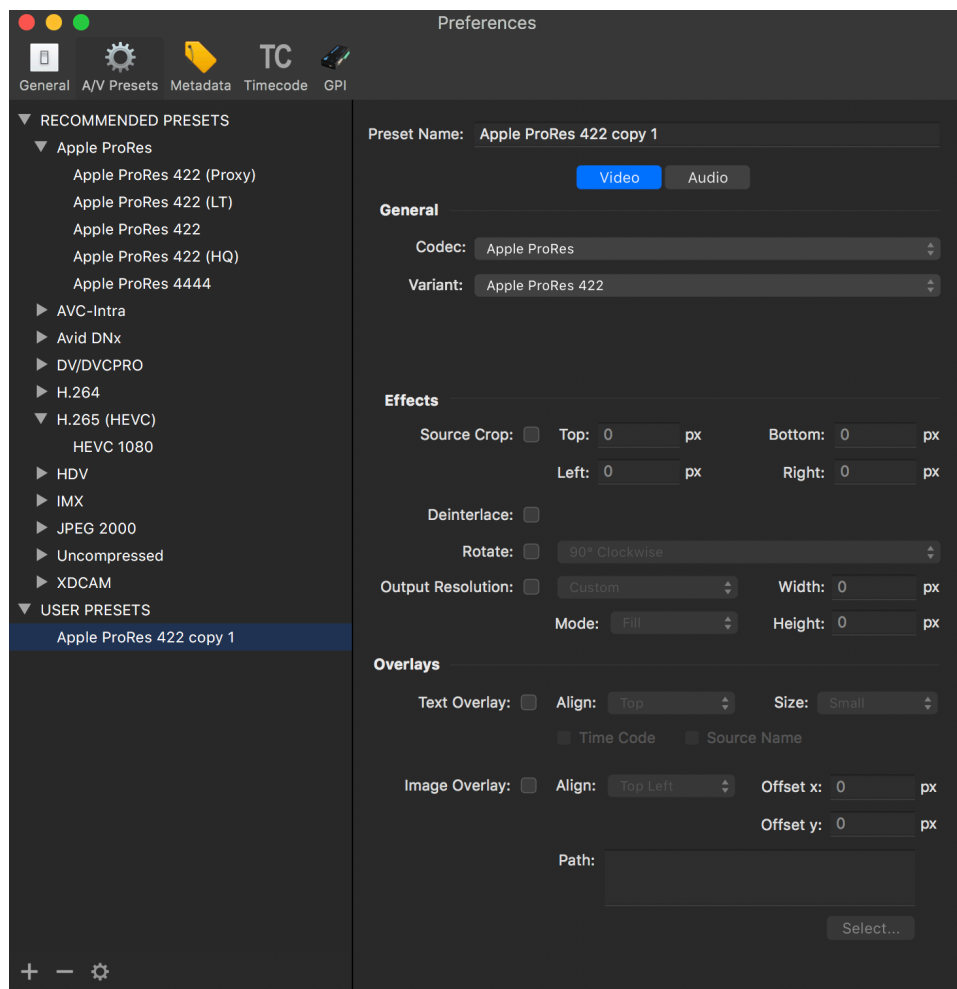 Preferences
General A/V Presets Metadata TC Timecode GPI
RECOMMENDED PRESETS
Apple ProRes
Apple ProRes 422 (Proxy)
Apple ProRes 422 (LT)
Apple ProRes 422
Apple ProRes 422 (HQ)
Apple ProRes 4444
AVC-Intra
Avid DNx
DV/DVCPRO
H.264
H.265 (HEVC)
HEVC 1080
HDV
IMX
JPEG 2000
Uncompressed
XDCAM
USER PRESETS
Apple ProRes 422 copy 1
Preset Name: Apple ProRes 422 copy 1
Video Audio
General
Codec: Apple ProRes
Variant: Apple ProRes 422
Effects
Source Crop: Top: 0 px Bottom: 0 px
Left: 0 px Right: 0 px
Deinterlace:
Rotate: 90° Clockwise
Output Resolution: Custom Width: 0 px
Mode: Fill Height: 0 px
Overlays
Text Overlay: Align: Top Size: Small
Time Code Source Name
Image Overlay: Align: Top Left Offset x: 0 px
Offset y: 0 px
Path:
Select...